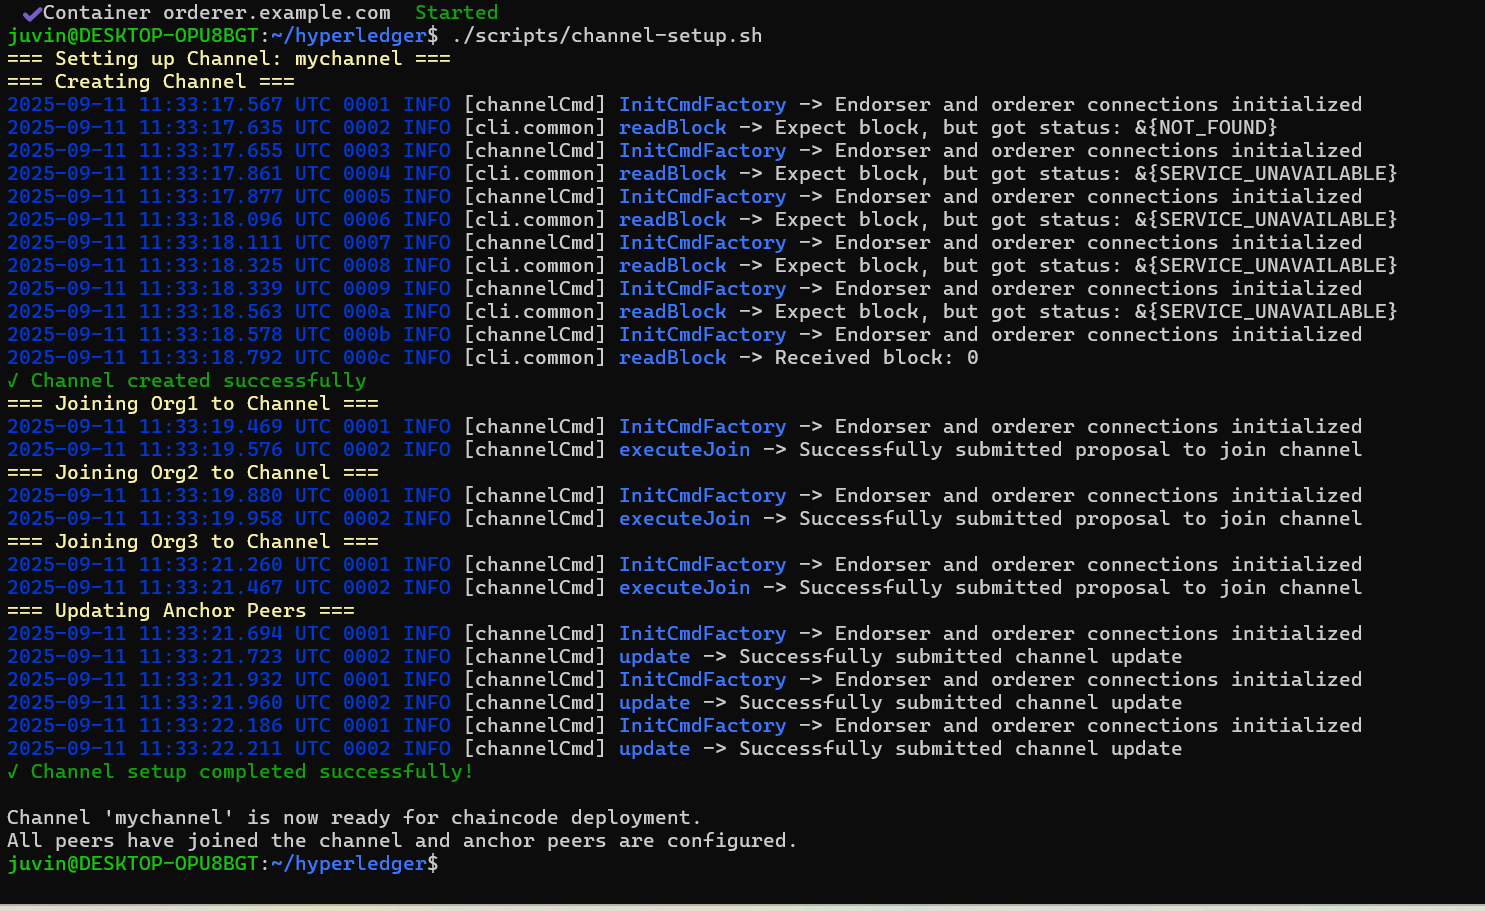 ✔Container orderer.example.com  Started
juvin@DESKTOP-OPU8BGT:~/hyperledger$ ./scripts/channel-setup.sh
=== Setting up Channel: mychannel ===
=== Creating Channel ===
2025-09-11 11:33:17.567 UTC 0001 INFO [channelCmd] InitCmdFactory -> Endorser and orderer connections initialized
2025-09-11 11:33:17.635 UTC 0002 INFO [cli.common] readBlock -> Expect block, but got status: &{NOT_FOUND}
2025-09-11 11:33:17.655 UTC 0003 INFO [channelCmd] InitCmdFactory -> Endorser and orderer connections initialized
2025-09-11 11:33:17.861 UTC 0004 INFO [cli.common] readBlock -> Expect block, but got status: &{SERVICE_UNAVAILABLE}
2025-09-11 11:33:17.877 UTC 0005 INFO [channelCmd] InitCmdFactory -> Endorser and orderer connections initialized
2025-09-11 11:33:18.096 UTC 0006 INFO [cli.common] readBlock -> Expect block, but got status: &{SERVICE_UNAVAILABLE}
2025-09-11 11:33:18.111 UTC 0007 INFO [channelCmd] InitCmdFactory -> Endorser and orderer connections initialized
2025-09-11 11:33:18.325 UTC 0008 INFO [cli.common] readBlock -> Expect block, but got status: &{SERVICE_UNAVAILABLE}
2025-09-11 11:33:18.339 UTC 0009 INFO [channelCmd] InitCmdFactory -> Endorser and orderer connections initialized
2025-09-11 11:33:18.563 UTC 000a INFO [cli.common] readBlock -> Expect block, but got status: &{SERVICE_UNAVAILABLE}
2025-09-11 11:33:18.578 UTC 000b INFO [channelCmd] InitCmdFactory -> Endorser and orderer connections initialized
2025-09-11 11:33:18.792 UTC 000c INFO [cli.common] readBlock -> Received block: 0
✓ Channel created successfully
=== Joining Org1 to Channel ===
2025-09-11 11:33:19.469 UTC 0001 INFO [channelCmd] InitCmdFactory -> Endorser and orderer connections initialized
2025-09-11 11:33:19.576 UTC 0002 INFO [channelCmd] executeJoin -> Successfully submitted proposal to join channel
=== Joining Org2 to Channel ===
2025-09-11 11:33:19.880 UTC 0001 INFO [channelCmd] InitCmdFactory -> Endorser and orderer connections initialized
2025-09-11 11:33:19.958 UTC 0002 INFO [channelCmd] executeJoin -> Successfully submitted proposal to join channel
=== Joining Org3 to Channel ===
2025-09-11 11:33:21.260 UTC 0001 INFO [channelCmd] InitCmdFactory -> Endorser and orderer connections initialized
2025-09-11 11:33:21.467 UTC 0002 INFO [channelCmd] executeJoin -> Successfully submitted proposal to join channel
=== Updating Anchor Peers ===
2025-09-11 11:33:21.694 UTC 0001 INFO [channelCmd] InitCmdFactory -> Endorser and orderer connections initialized
2025-09-11 11:33:21.723 UTC 0002 INFO [channelCmd] update -> Successfully submitted channel update
2025-09-11 11:33:21.932 UTC 0001 INFO [channelCmd] InitCmdFactory -> Endorser and orderer connections initialized
2025-09-11 11:33:21.960 UTC 0002 INFO [channelCmd] update -> Successfully submitted channel update
2025-09-11 11:33:22.186 UTC 0001 INFO [channelCmd] InitCmdFactory -> Endorser and orderer connections initialized
2025-09-11 11:33:22.211 UTC 0002 INFO [channelCmd] update -> Successfully submitted channel update
✓ Channel setup completed successfully!

Channel 'mychannel' is now ready for chaincode deployment.
All peers have joined the channel and anchor peers are configured.
juvin@DESKTOP-OPU8BGT:~/hyperledger$